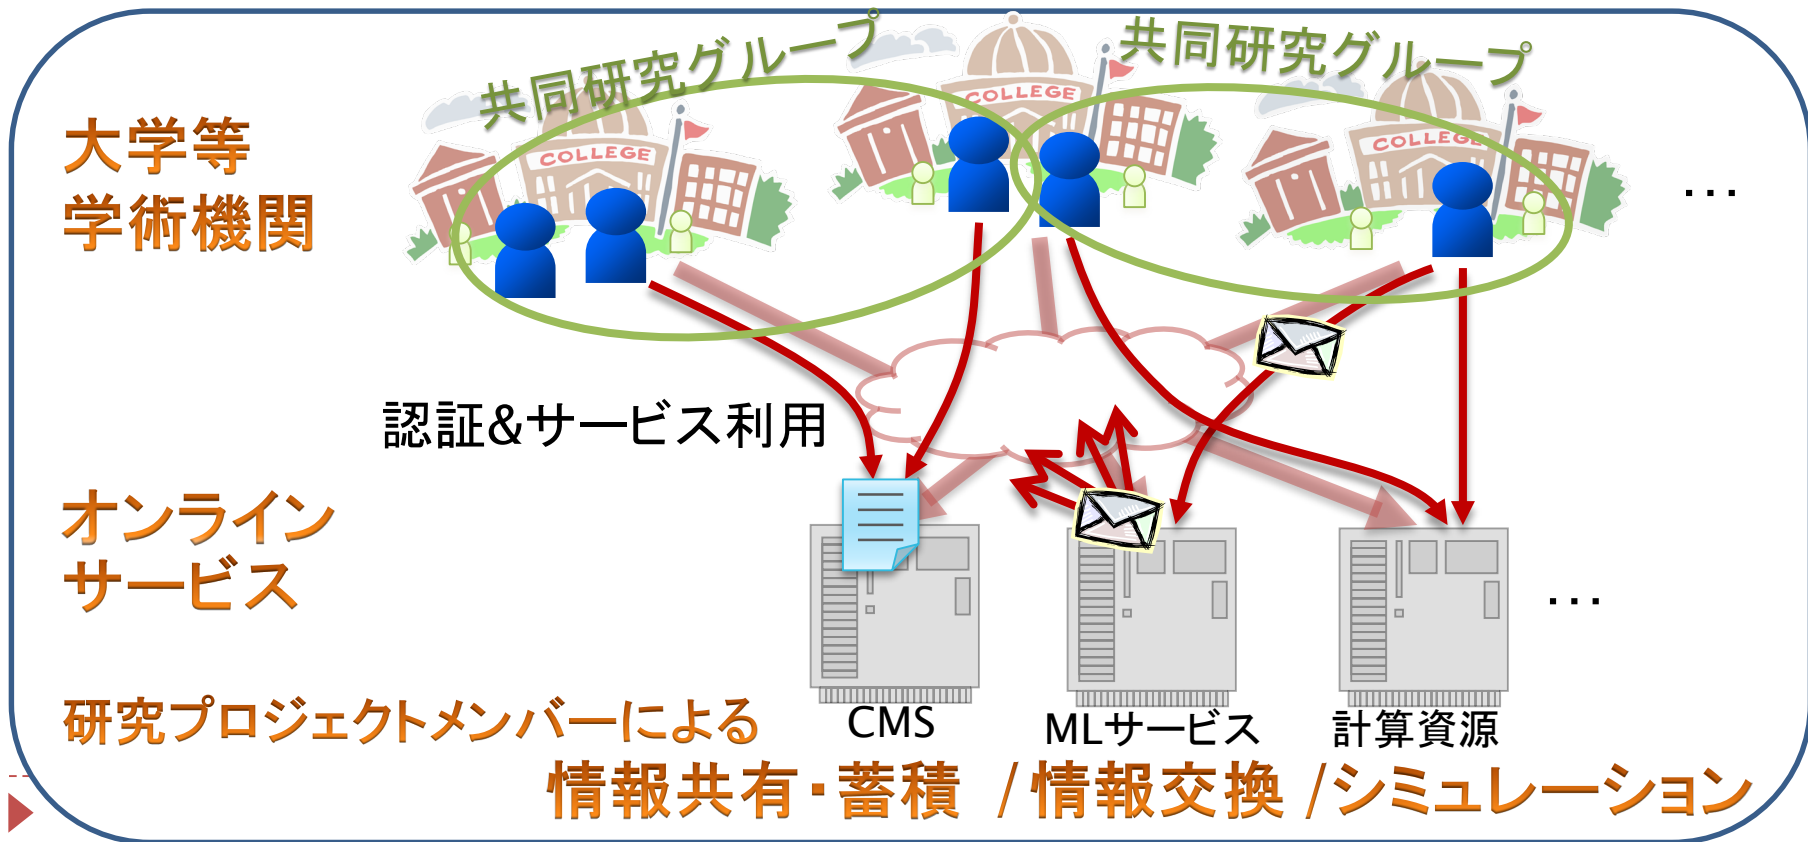 共同研究グループ
共同研究グループ
大学等
学術機関
COLLEGE
COLLEGE
COLLEGE
...
認証&サービス利用
オンライン
サービス
...
研究プロジェクトメンバーによる
CMS
MLサービス
計算資源
情報共有・蓄積 /情報交換 /シミュレーション